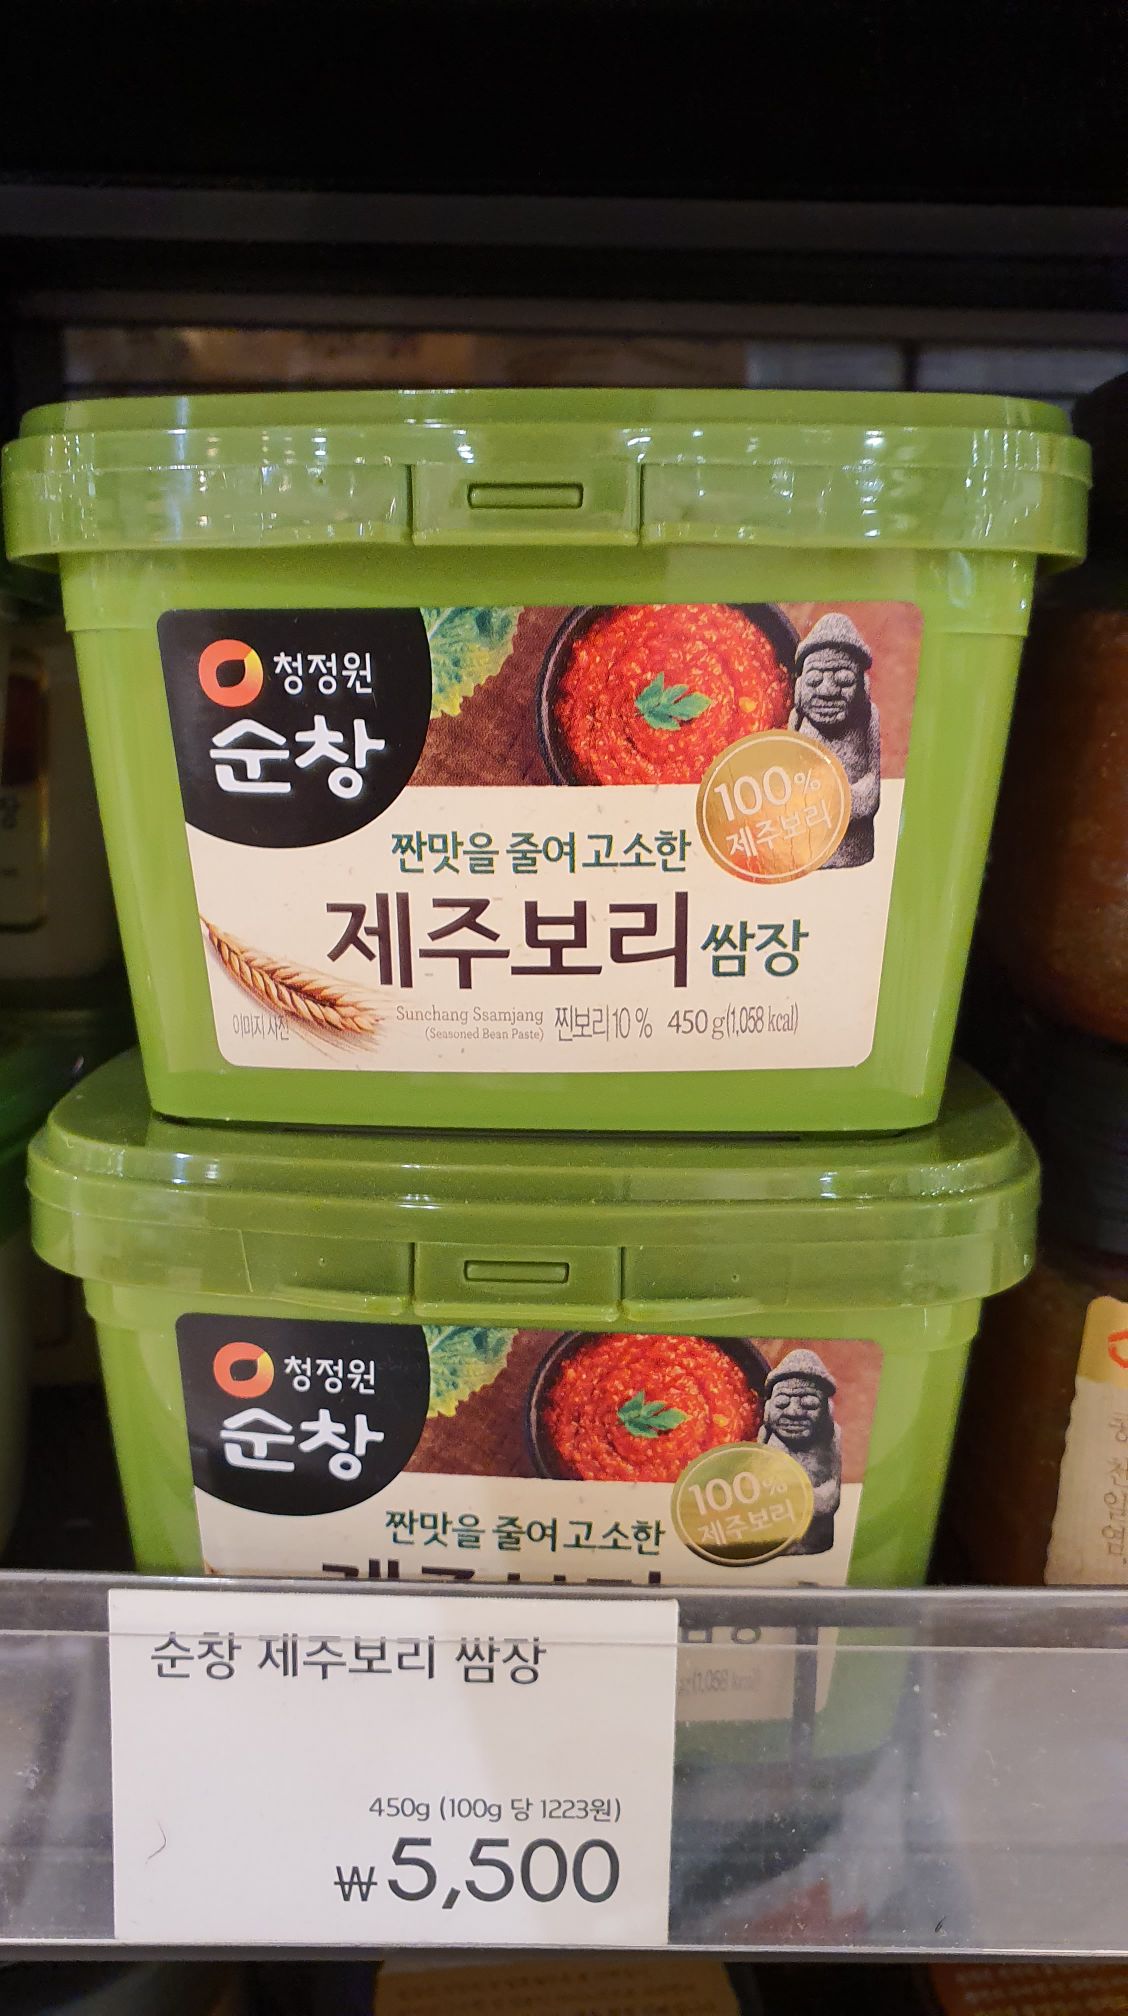 청정원
순창
100%
제주보리
짠맛을 줄여 고소한
제주보리 쌈장
이미지 사진
Sunchang Ssamjang
(Seasoned Bean Paste)
찐보리 10 % 450 g (1,058 kcal)
청정원
순창
100%
제주보리
짠맛을 줄여 고소한
순창 제주보리 쌈장
450g (100g 당 1223원)
₩5,500